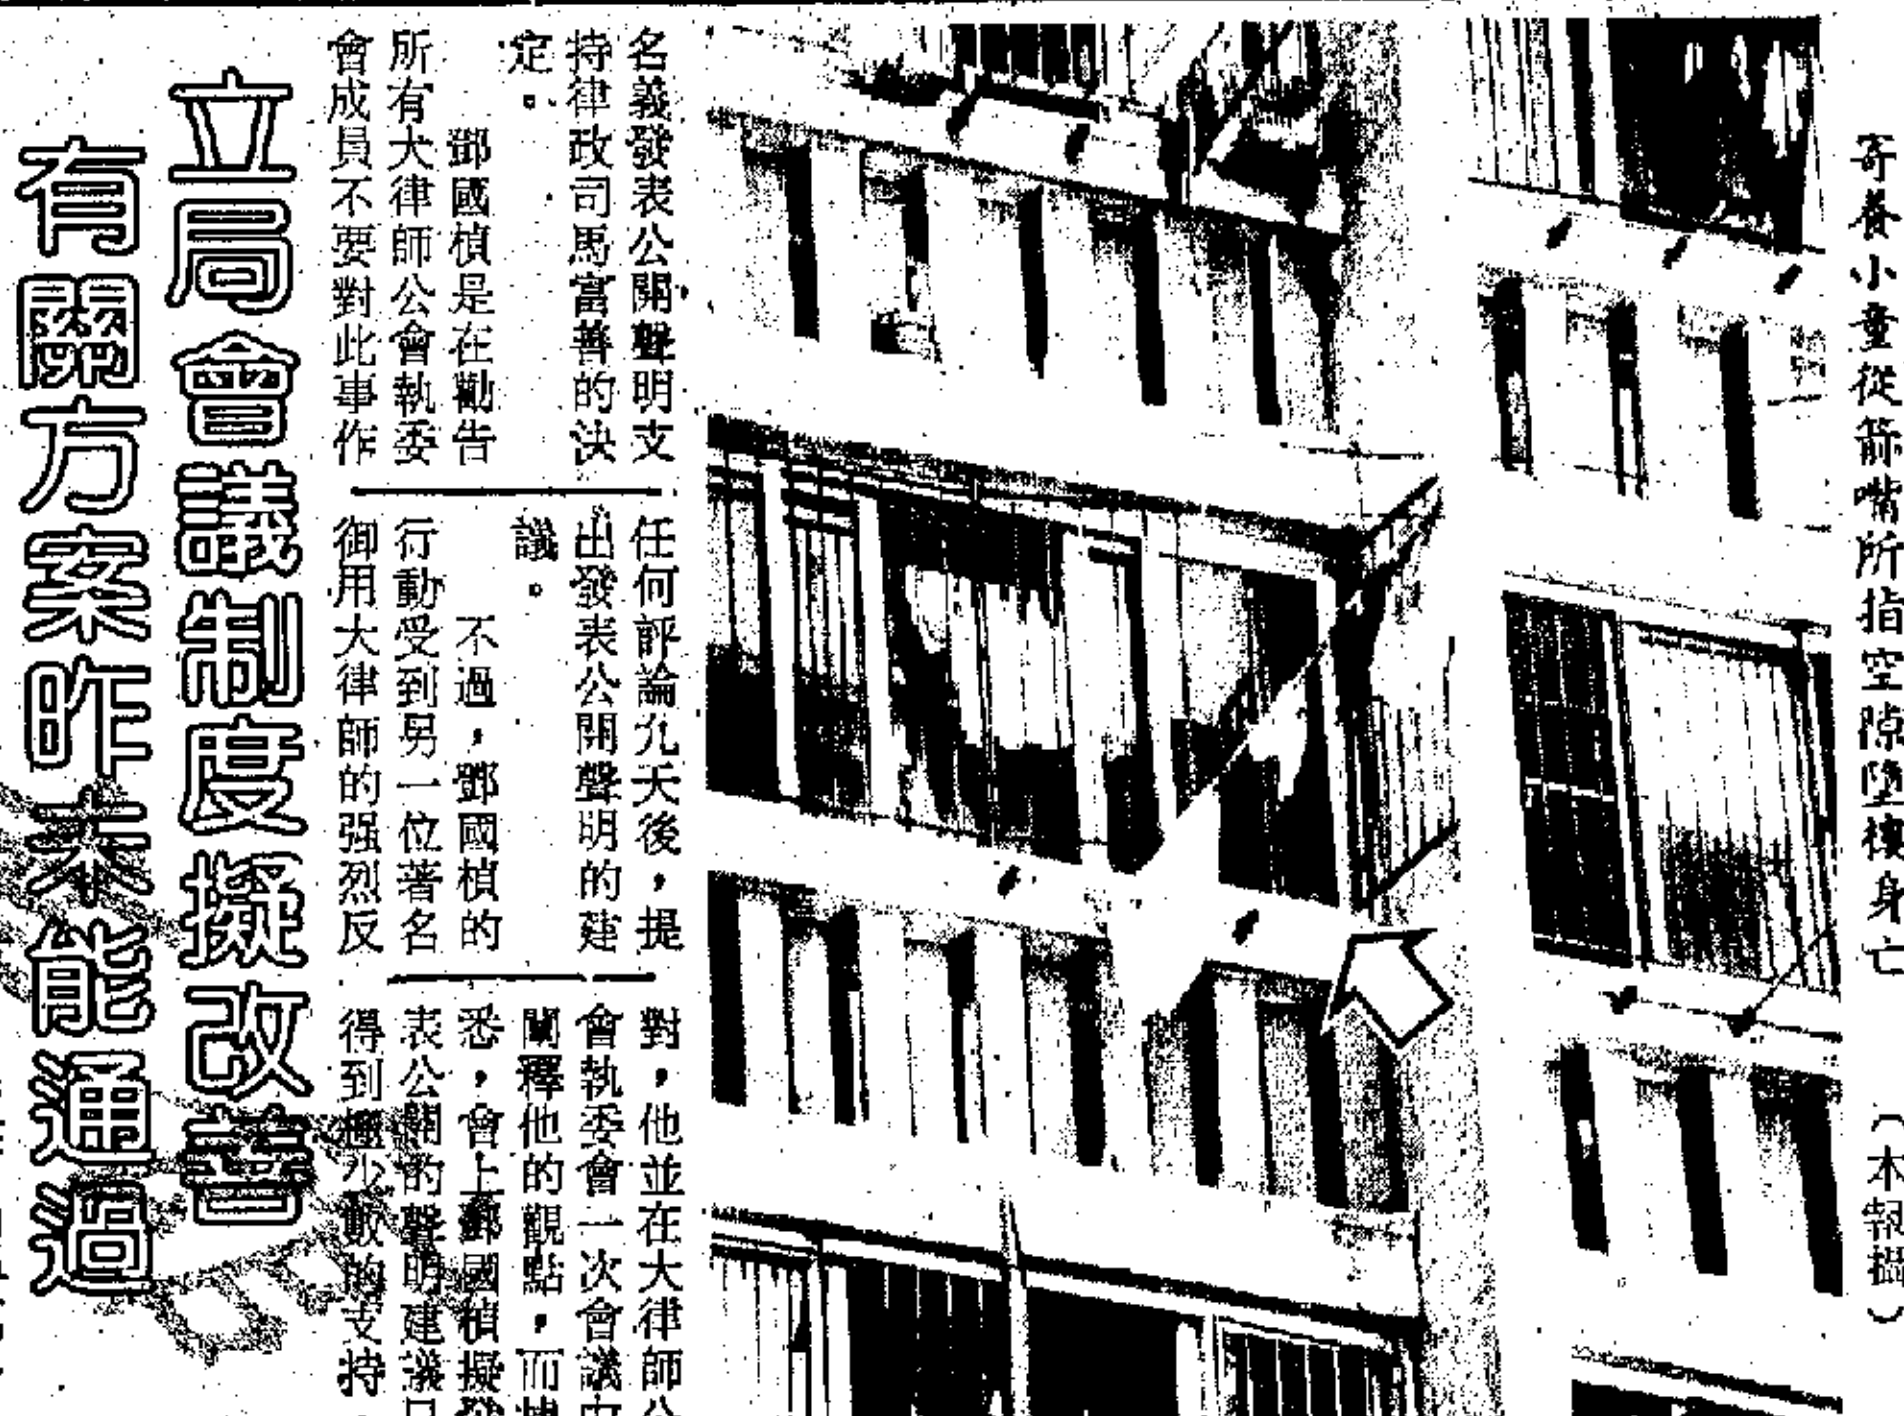 寄養小童從箭嘴所指空隙墮樓身亡
（本報攝）
名義發表公開聲明支
持律政司馬富善的決
定。
鄧國楨是在勸告
所有大律師公會執委
會成員不要對此事作
任何評論九天後，提
出發表公開聲明的建
議。
不過，鄧國楨的
行動受到另一位著名
御用大律師的强烈反
對，他並在大律師公
會執委會一次會議中
闡釋他的觀點，而
悉，會上鄧國楨擬發
表公開的聲明建議只
得到極少數的支持
立局會議制度擬改善
有關方案昨未能通過